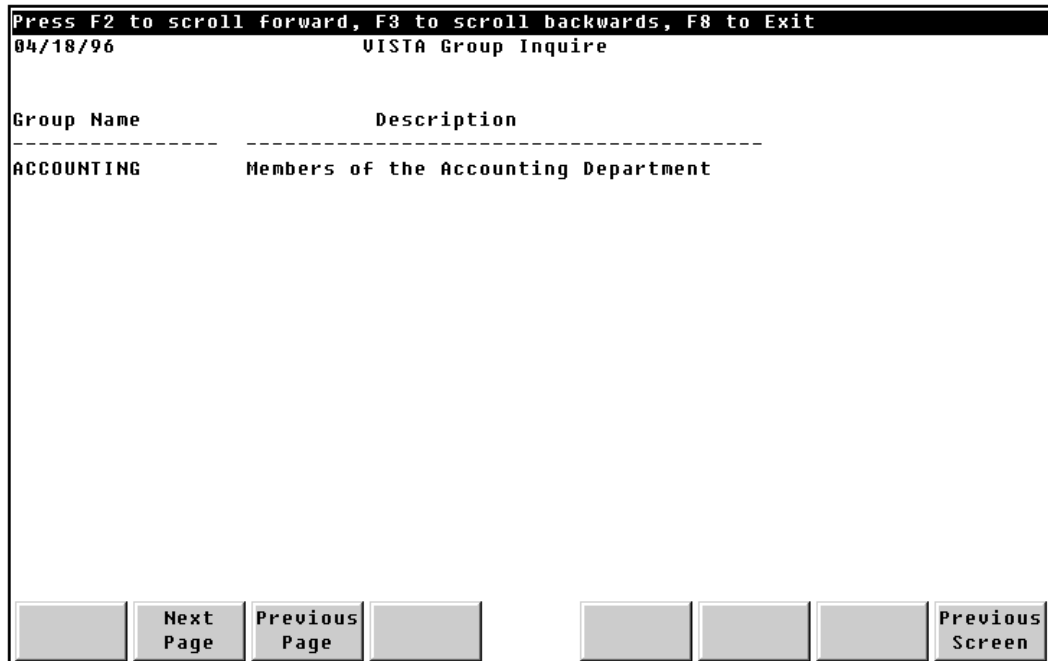 Press F2 to scroll forward, F3 to scroll backwards, F8 to Exit
04/18/96 VISTA Group Inquire
Group Name Description
---------------- ----------------------------------------
ACCOUNTING Members of the Accounting Department
Next Page
Previous Page
Previous Screen